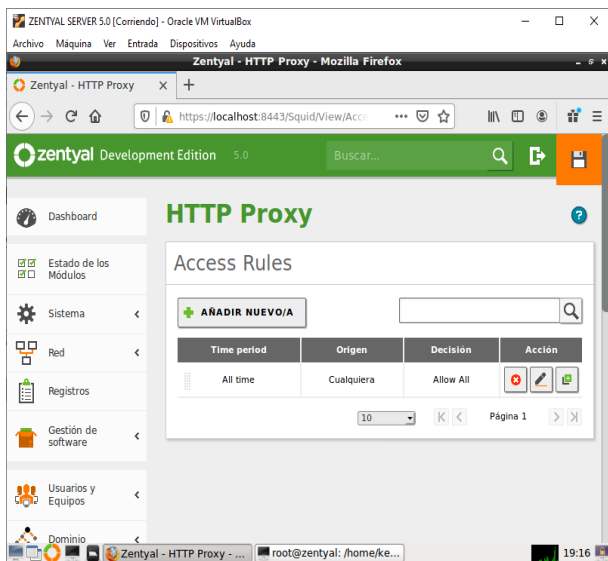 ZENTYAL SERVER 5.0 [Corriendo] - Oracle VM VirtualBox
Archivo Máquina Ver Entrada Dispositivos Ayuda
Zentyal - HTTP Proxy - Mozilla Firefox
Zentyal - HTTP Proxy
https://localhost:8443/Squid/View/Acce
zentyal Development Edition 5.0 Buscar...
Dashboard
Estado de los
Módulos
Sistema
Red
Registros
Gestión de
software
Usuarios y
Equipos
Dominio
HTTP Proxy
Access Rules
AÑADIR NUEVO/A
Time period Origen Decisión Acción
All time Cualquiera Allow All
10 Página 1
Zentyal - HTTP Proxy - ... root@zentyal: /home/ke... 19:16